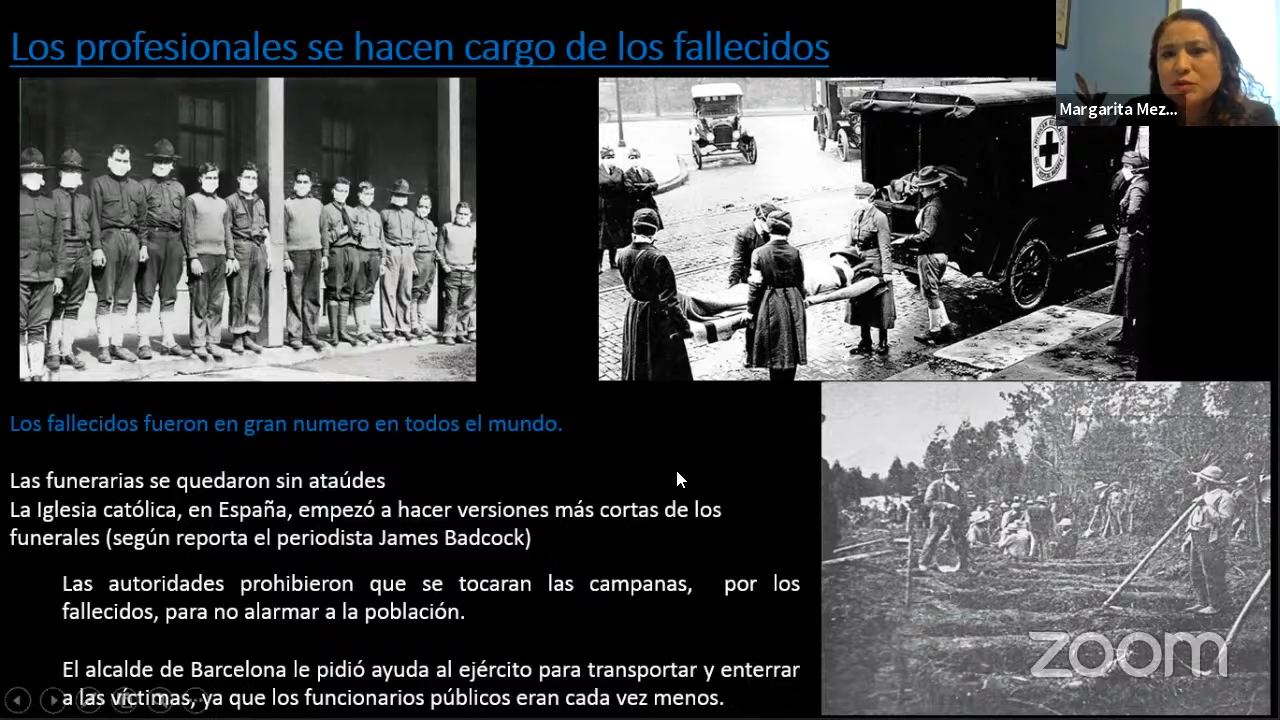 Los profesionales se hacen cargo de los fallecidos
Margarita Mez...
Los fallecidos fueron en gran numero en todos el mundo.
Las funerarias se quedaron sin ataúdes
La Iglesia católica, en España, empezó a hacer versiones más cortas de los
funerales (según reporta el periodista James Badcock)
Las autoridades prohibieron que se tocaran las campanas, por los
fallecidos, para no alarmar a la población.
El alcalde de Barcelona le pidió ayuda al ejército para transportar y enterrar
a las víctimas, ya que los funcionarios públicos eran cada vez menos.
zoom